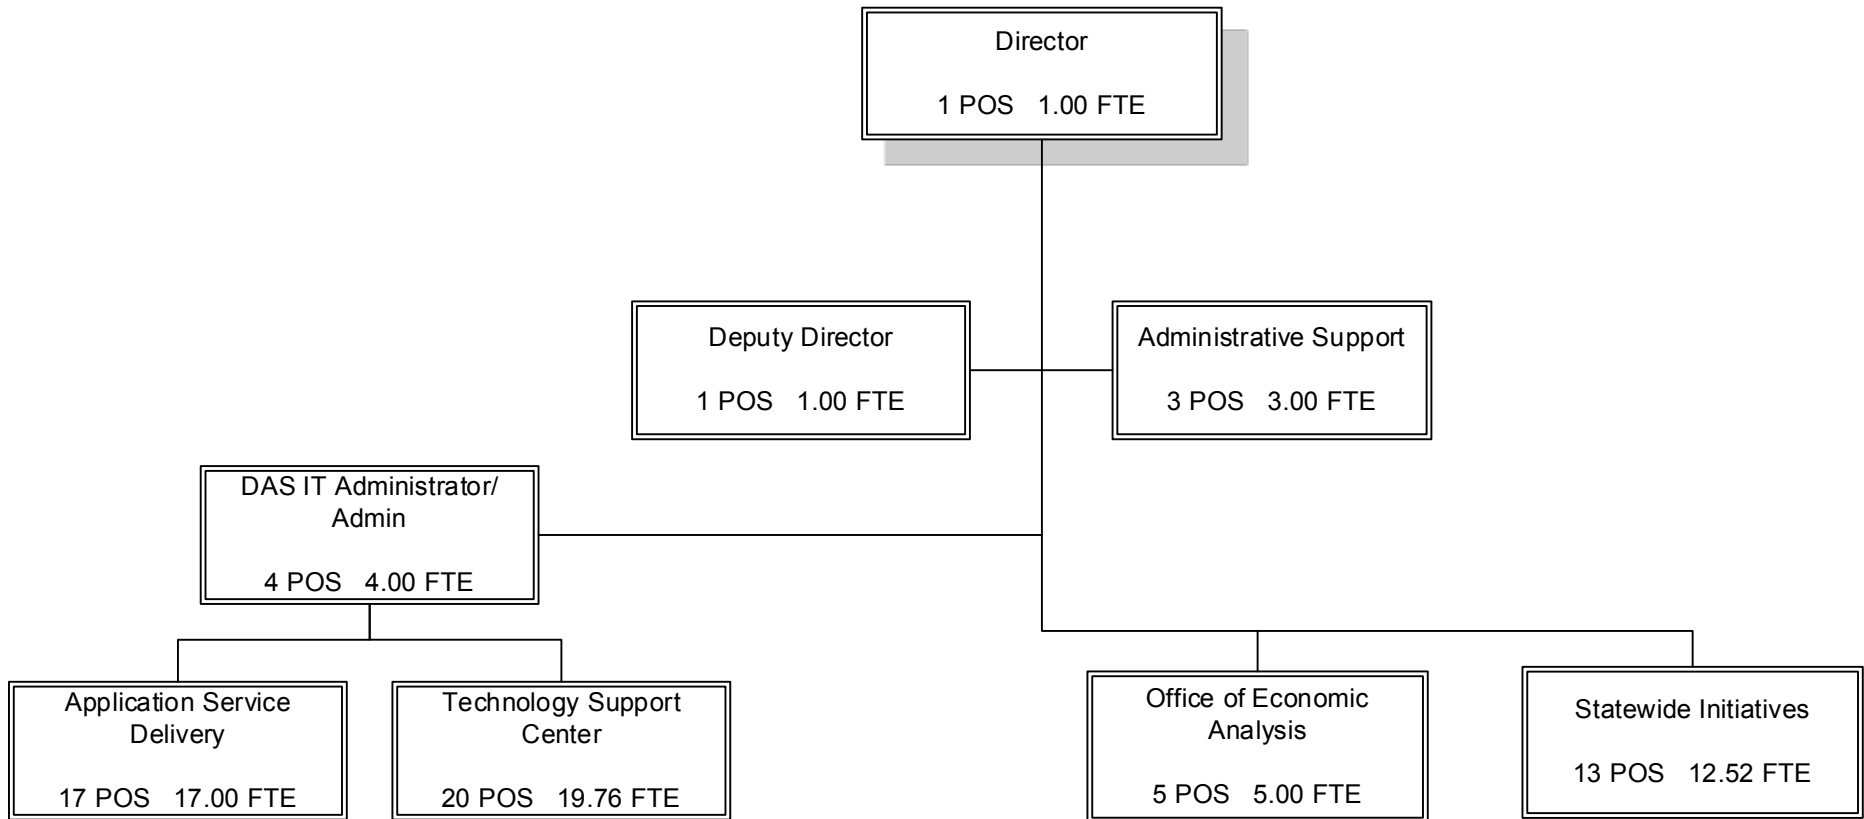 Director
1 POS 1.00 FTE
Deputy Director
1 POS 1.00 FTE
Administrative Support
3 POS 3.00 FTE
DAS IT Administrator/
Admin
4 POS 4.00 FTE
Application Service
Delivery
17 POS 17.00 FTE
Technology Support
Center
20 POS 19.76 FTE
Office of Economic
Analysis
5 POS 5.00 FTE
Statewide Initiatives
13 POS 12.52 FTE